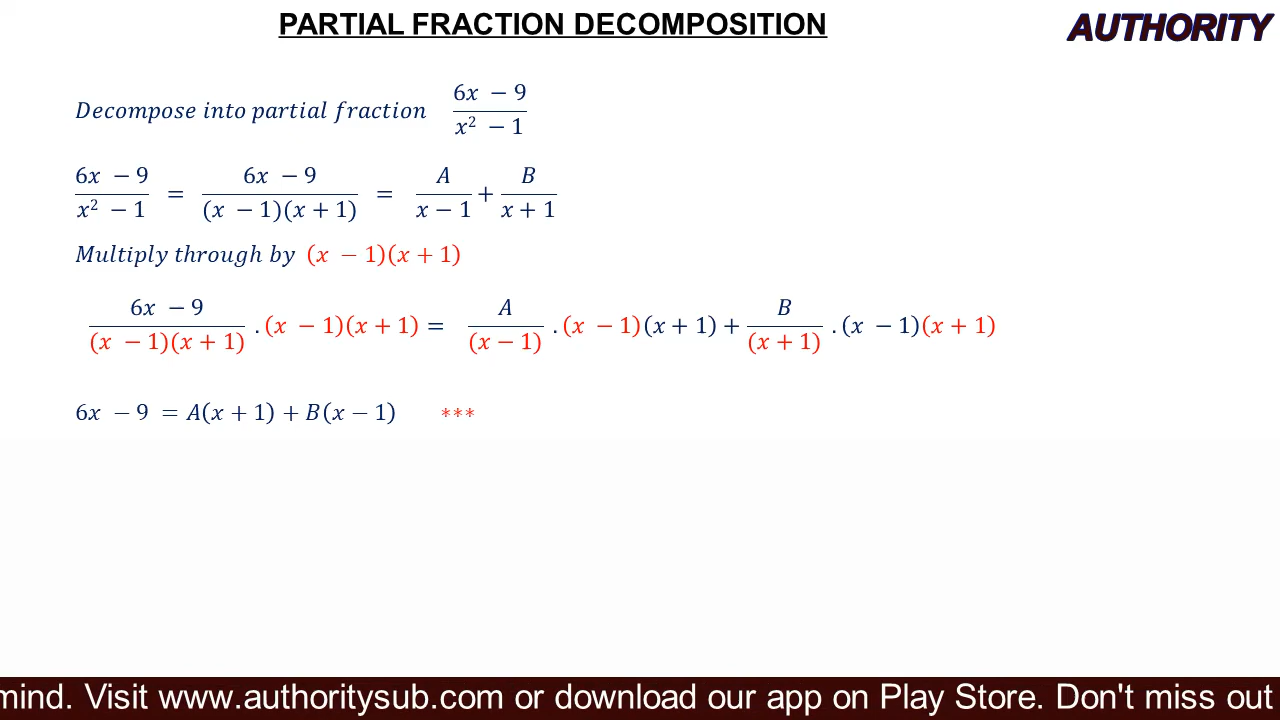 PARTIAL FRACTION DECOMPOSITION
AUTHORITY
Decompose into partial fraction (6x − 9)/(x² − 1)
(6x − 9)/(x² − 1) = (6x − 9)/((x − 1)(x + 1)) = A/(x − 1) + B/(x + 1)
Multiply through by (x − 1)(x + 1)
(6x − 9)/((x − 1)(x + 1)) . (x − 1)(x + 1) = A/((x − 1)) . (x − 1)(x + 1) + B/((x + 1)) . (x − 1)(x + 1)
6x − 9 = A(x + 1) + B(x − 1) ***
mind. Visit www.authoritysub.com or download our app on Play Store. Don't miss out